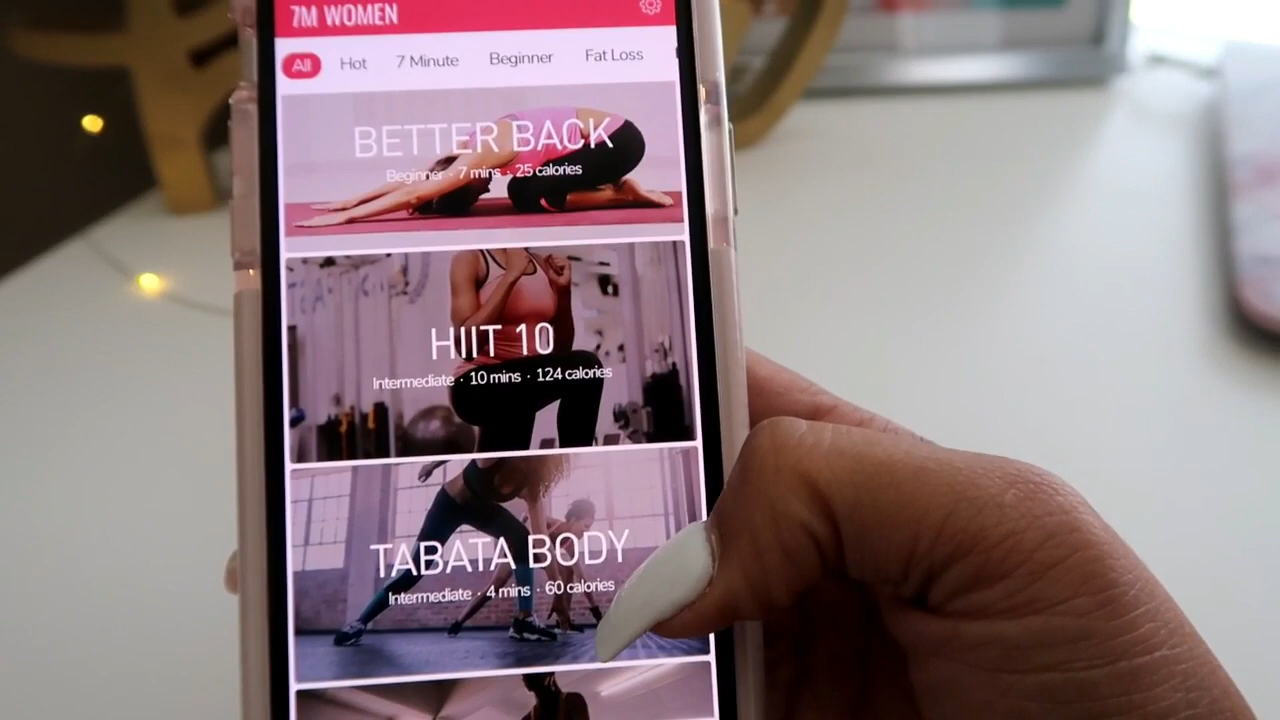 7M WOMEN
All Hot 7 Minute Beginner Fat Loss
BETTER BACK
Beginner · 7 mins · 25 calories
HIIT 10
Intermediate · 10 mins · 124 calories
TABATA BODY
Intermediate · 4 mins · 60 calories